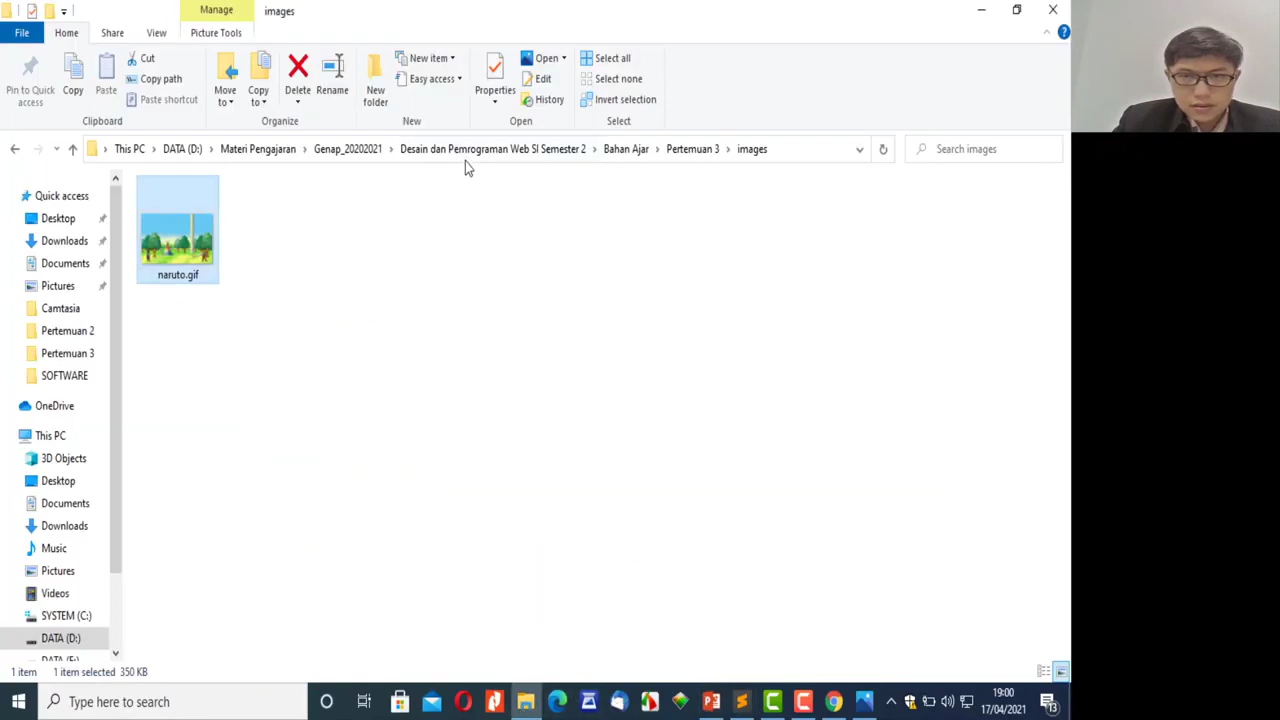 Manage
images
File
Home
Share
View
Picture Tools
Pin to Quick access
Copy
Paste
Cut
Copy path
Paste shortcut
Clipboard
Move to
Copy to
Delete
Rename
Organize
New folder
New item
Easy access
New
Properties
Open
Edit
History
Open
Select all
Select none
Invert selection
Select
This PC > DATA (D:) > Materi Pengajaran > Genap_20202021 > Desain dan Pemrograman Web SI Semester 2 > Bahan Ajar > Pertemuan 3 > images
Search images
Quick access
Desktop
Downloads
Documents
Pictures
Camtasia
Pertemuan 2
Pertemuan 3
SOFTWARE
OneDrive
This PC
3D Objects
Desktop
Documents
Downloads
Music
Pictures
Videos
SYSTEM (C:)
DATA (D:)
naruto.gif
1 item
1 item selected
350 KB
Type here to search
19:00
17/04/2021
13